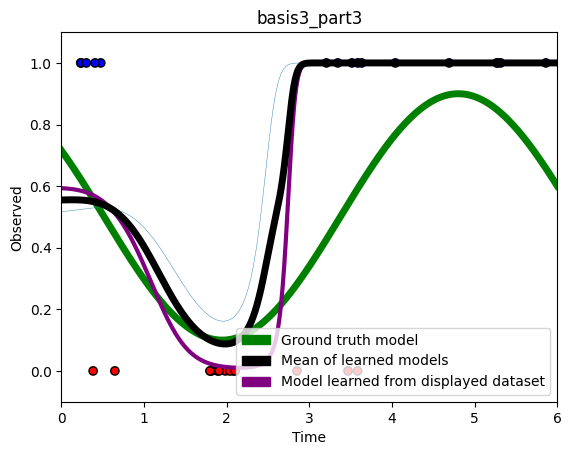 basis3_part3
Observed
1.0
0.8
0.6
0.4
0.2
0.0
Ground truth model
Mean of learned models
Model learned from displayed dataset
0
1
2
3
4
5
6
Time